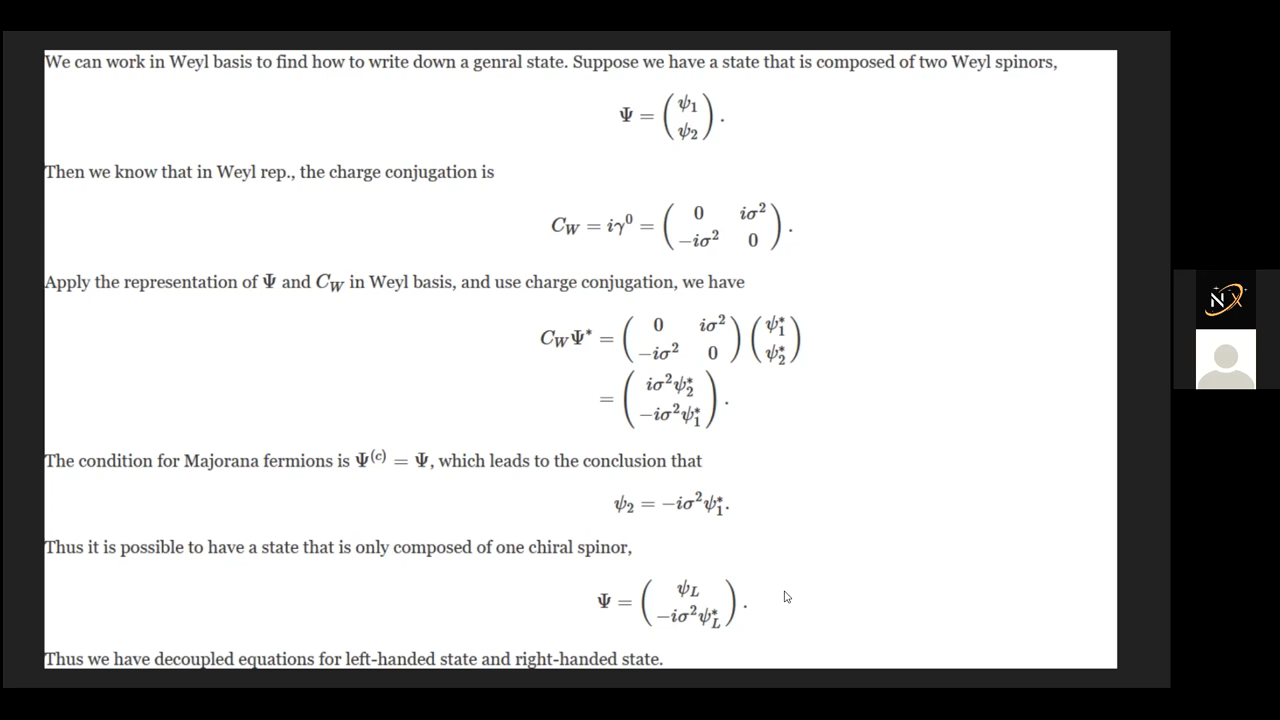 We can work in Weyl basis to find how to write down a genral state. Suppose we have a state that is composed of two Weyl spinors,
Ψ = (ψ₁
ψ₂) .
Then we know that in Weyl rep., the charge conjugation is
C_W = iγ⁰ = (0 iσ²
−iσ² 0) .
Apply the representation of Ψ and C_W in Weyl basis, and use charge conjugation, we have
C_WΨ* = (0 iσ²
−iσ² 0) (ψ₁*
ψ₂*)
= (iσ²ψ₂*
−iσ²ψ₁*) .
The condition for Majorana fermions is Ψ^(c) = Ψ, which leads to the conclusion that
ψ₂ = −iσ²ψ₁*.
Thus it is possible to have a state that is only composed of one chiral spinor,
Ψ = (ψ_L
−iσ²ψ_L*) .
Thus we have decoupled equations for left-handed state and right-handed state.
NX